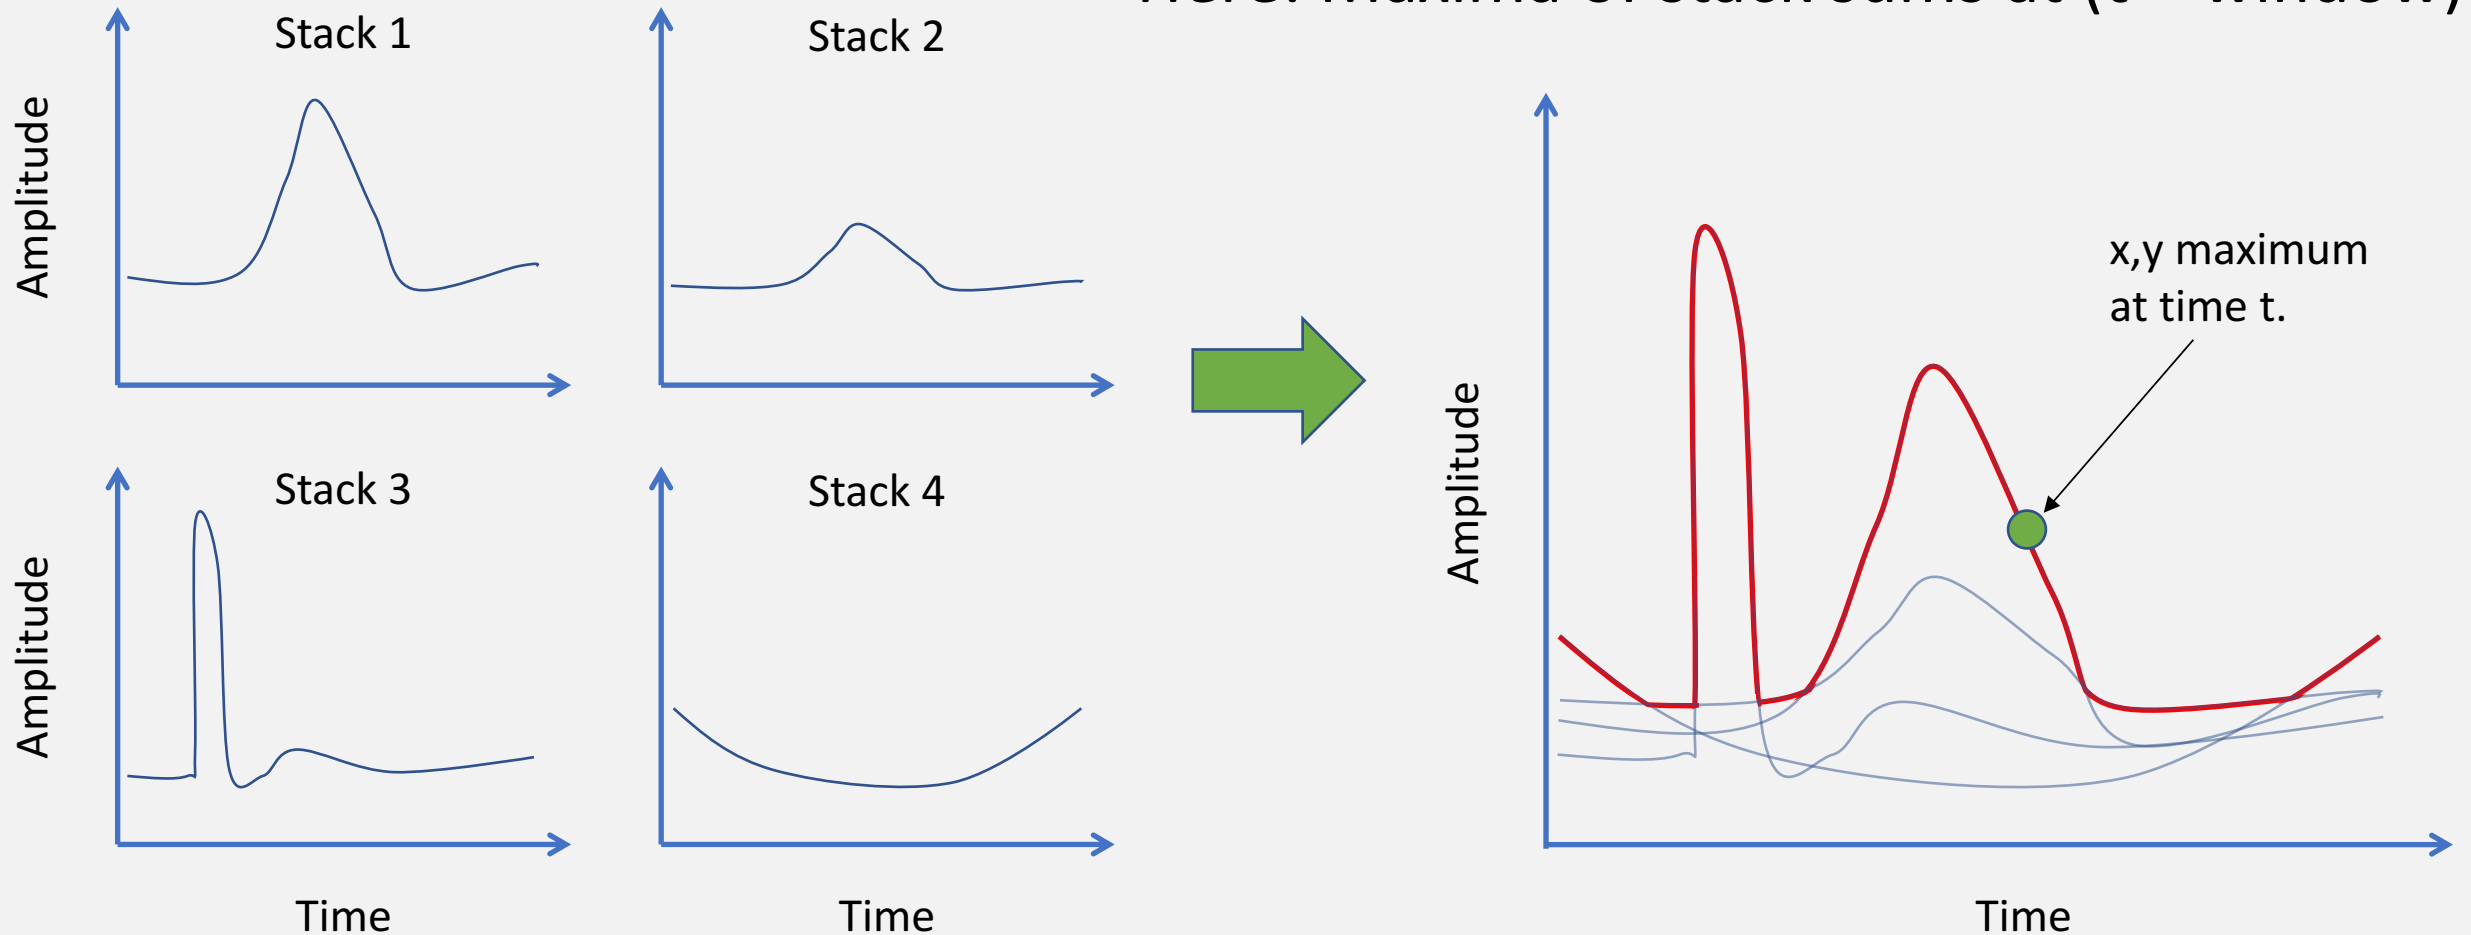 Stack 1
Stack 2
Amplitude
Stack 3
Stack 4
Amplitude
Time
Time
x,y maximum
at time t.
Amplitude
Time